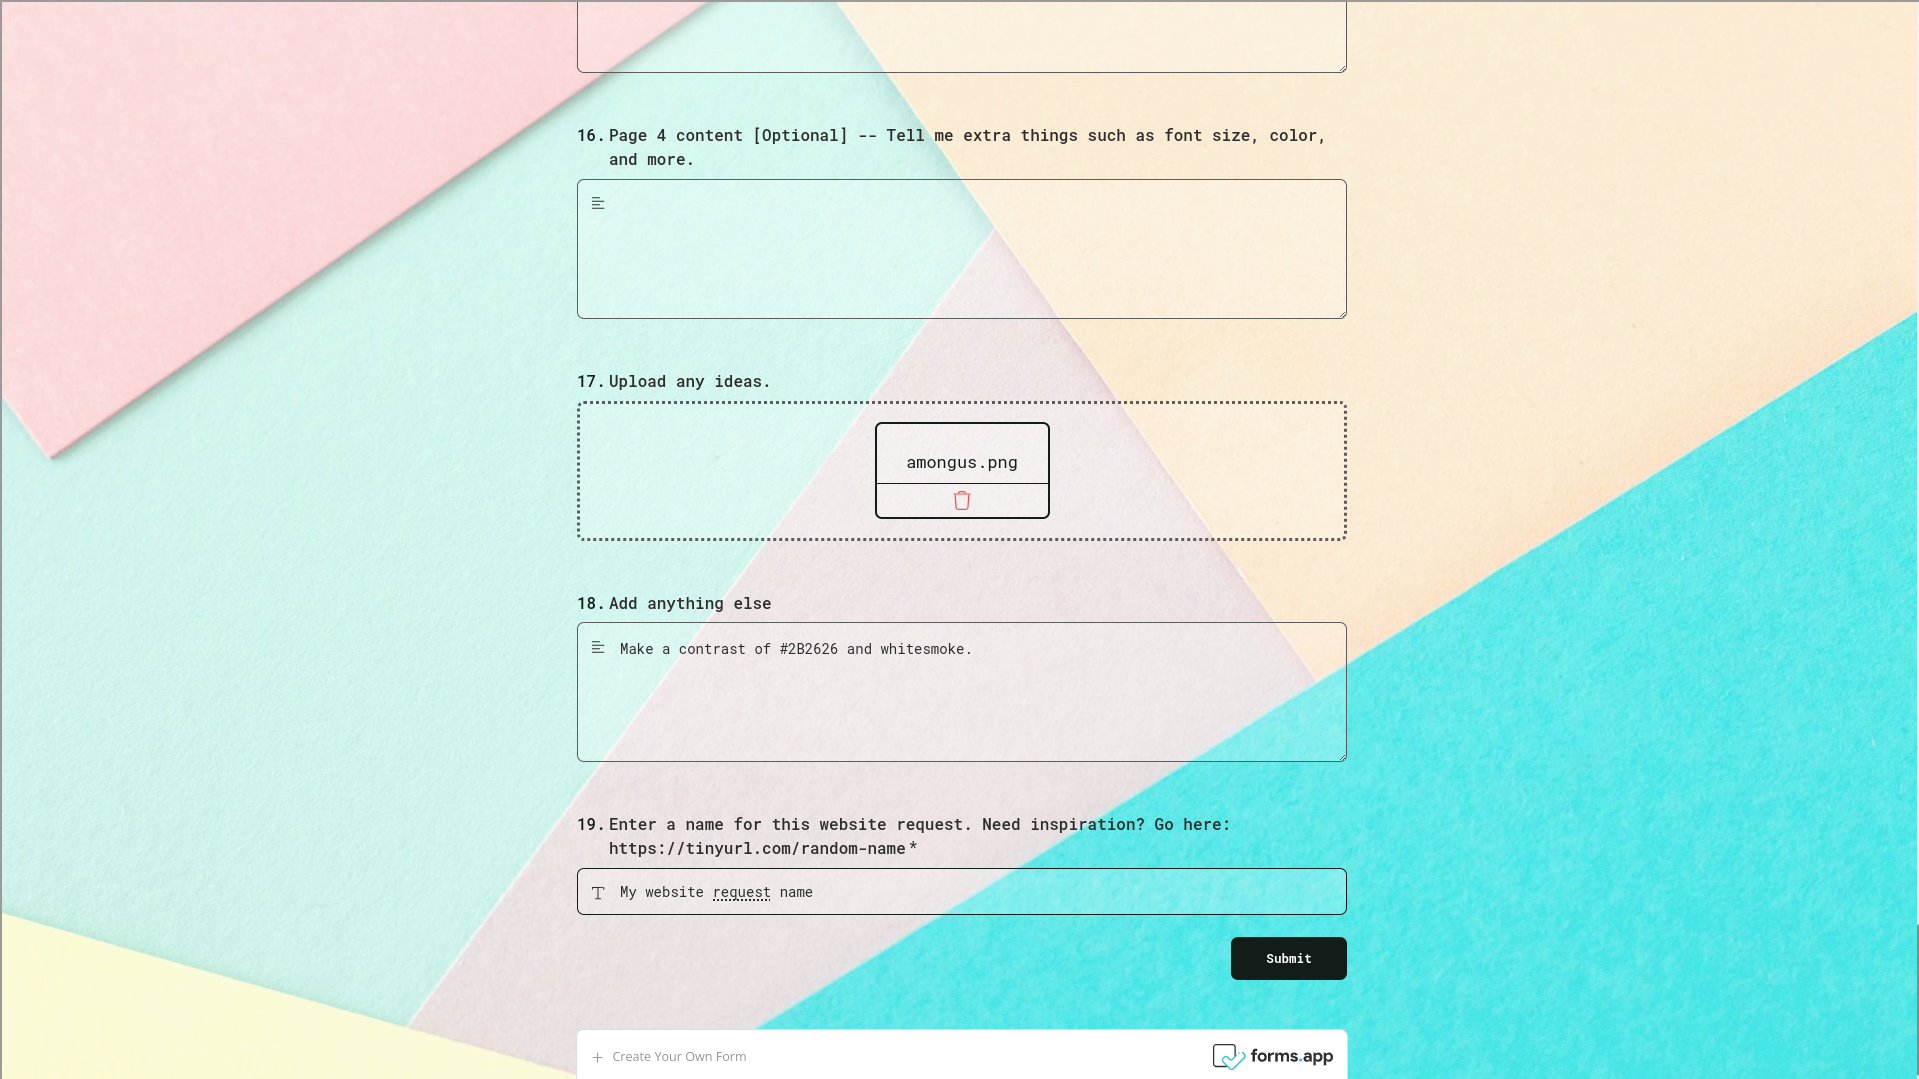 16. Page 4 content [Optional] -- Tell me extra things such as font size, color,
and more.
17. Upload any ideas.
amongus.png
18. Add anything else
Make a contrast of #2B2626 and whitesmoke.
19. Enter a name for this website request. Need inspiration? Go here:
https://tinyurl.com/random-name*
My website request name
Submit
+ Create Your Own Form
forms.app